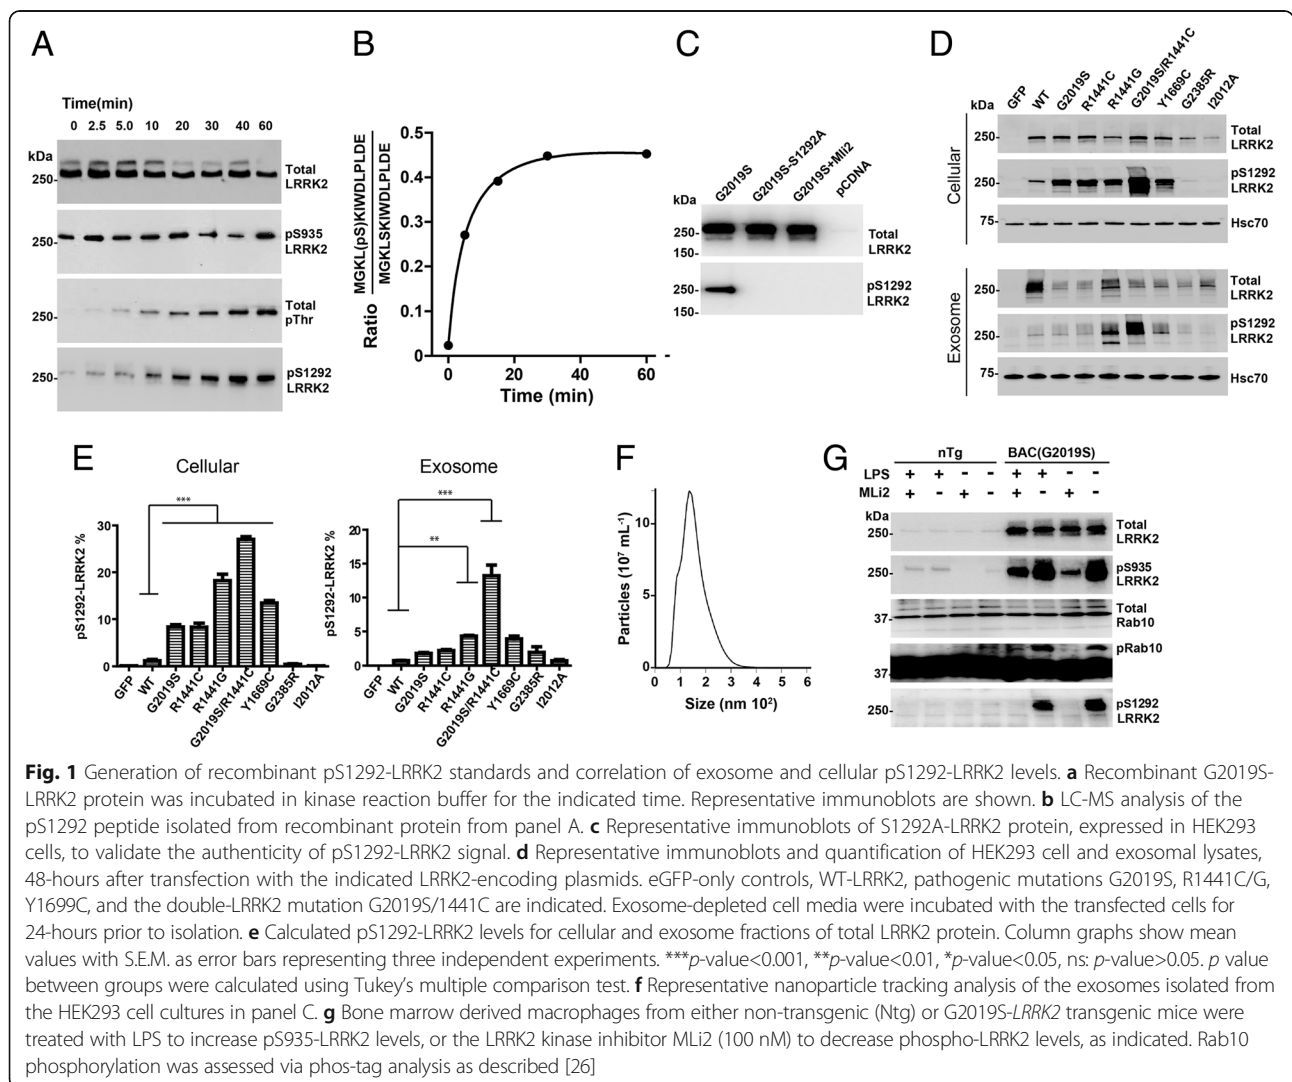 A
Time(min)
0 2.5 5.0 10 20 30 40 60
kDa
250-
Total
LRRK2
250-
pS935
LRRK2
250-
Total
pThr
250-
pS1292
LRRK2
B
Ratio
MGKL(pS)KIWDLPLDE
MGKLSKIWDLPLDE
0.5
0.4
0.3
0.2
0.1
0
0 20 40 60
Time (min)
C
G2019S
G2019S-S1292A
G2019S+Mli2
pCDNA
kDa
250-
150-
Total
LRRK2
250-
150-
pS1292
LRRK2
D
GFP
WT
G2019S
R1441C
R1441G
G2019S/R1441C
Y1669C
G2385R
I2012A
kDa
Cellular
250-
Total
LRRK2
250-
pS1292
LRRK2
75-
Hsc70
Exosome
250-
Total
LRRK2
250-
pS1292
LRRK2
75-
Hsc70
E
Cellular
***
pS1292-LRRK2 %
30
20
10
0
GFP
WT
G2019S
R1441C
R1441G
G2019S/R1441C
Y1669C
G2385R
I2012A
Exosome
***
**
pS1292-LRRK2 %
20
15
10
5
0
GFP
WT
G2019S
R1441C
R1441G
G2019S/R1441C
Y1669C
G2385R
I2012A
F
Particles (10⁷ mL⁻¹)
10
5
0
0 1 2 3 4 5 6
Size (nm 10²)
G
nTg BAC(G2019S)
LPS + + - - + + - -
MLi2 + - + - + - + -
kDa
250-
Total
LRRK2
250-
pS935
LRRK2
37-
Total
Rab10
pRab10
37-
250-
pS1292
LRRK2
Fig. 1 Generation of recombinant pS1292-LRRK2 standards and correlation of exosome and cellular pS1292-LRRK2 levels. a Recombinant G2019S-
LRRK2 protein was incubated in kinase reaction buffer for the indicated time. Representative immunoblots are shown. b LC-MS analysis of the
pS1292 peptide isolated from recombinant protein from panel A. c Representative immunoblots of S1292A-LRRK2 protein, expressed in HEK293
cells, to validate the authenticity of pS1292-LRRK2 signal. d Representative immunoblots and quantification of HEK293 cell and exosomal lysates,
48-hours after transfection with the indicated LRRK2-encoding plasmids. eGFP-only controls, WT-LRRK2, pathogenic mutations G2019S, R1441C/G,
Y1699C, and the double-LRRK2 mutation G2019S/1441C are indicated. Exosome-depleted cell media were incubated with the transfected cells for
24-hours prior to isolation. e Calculated pS1292-LRRK2 levels for cellular and exosome fractions of total LRRK2 protein. Column graphs show mean
values with S.E.M. as error bars representing three independent experiments. ***p-value<0.001, **p-value<0.01, *p-value<0.05, ns: p-value>0.05. p value
between groups were calculated using Tukey's multiple comparison test. f Representative nanoparticle tracking analysis of the exosomes isolated from
the HEK293 cell cultures in panel C. g Bone marrow derived macrophages from either non-transgenic (Ntg) or G2019S-LRRK2 transgenic mice were
treated with LPS to increase pS935-LRRK2 levels, or the LRRK2 kinase inhibitor MLi2 (100 nM) to decrease phospho-LRRK2 levels, as indicated. Rab10
phosphorylation was assessed via phos-tag analysis as described [26]